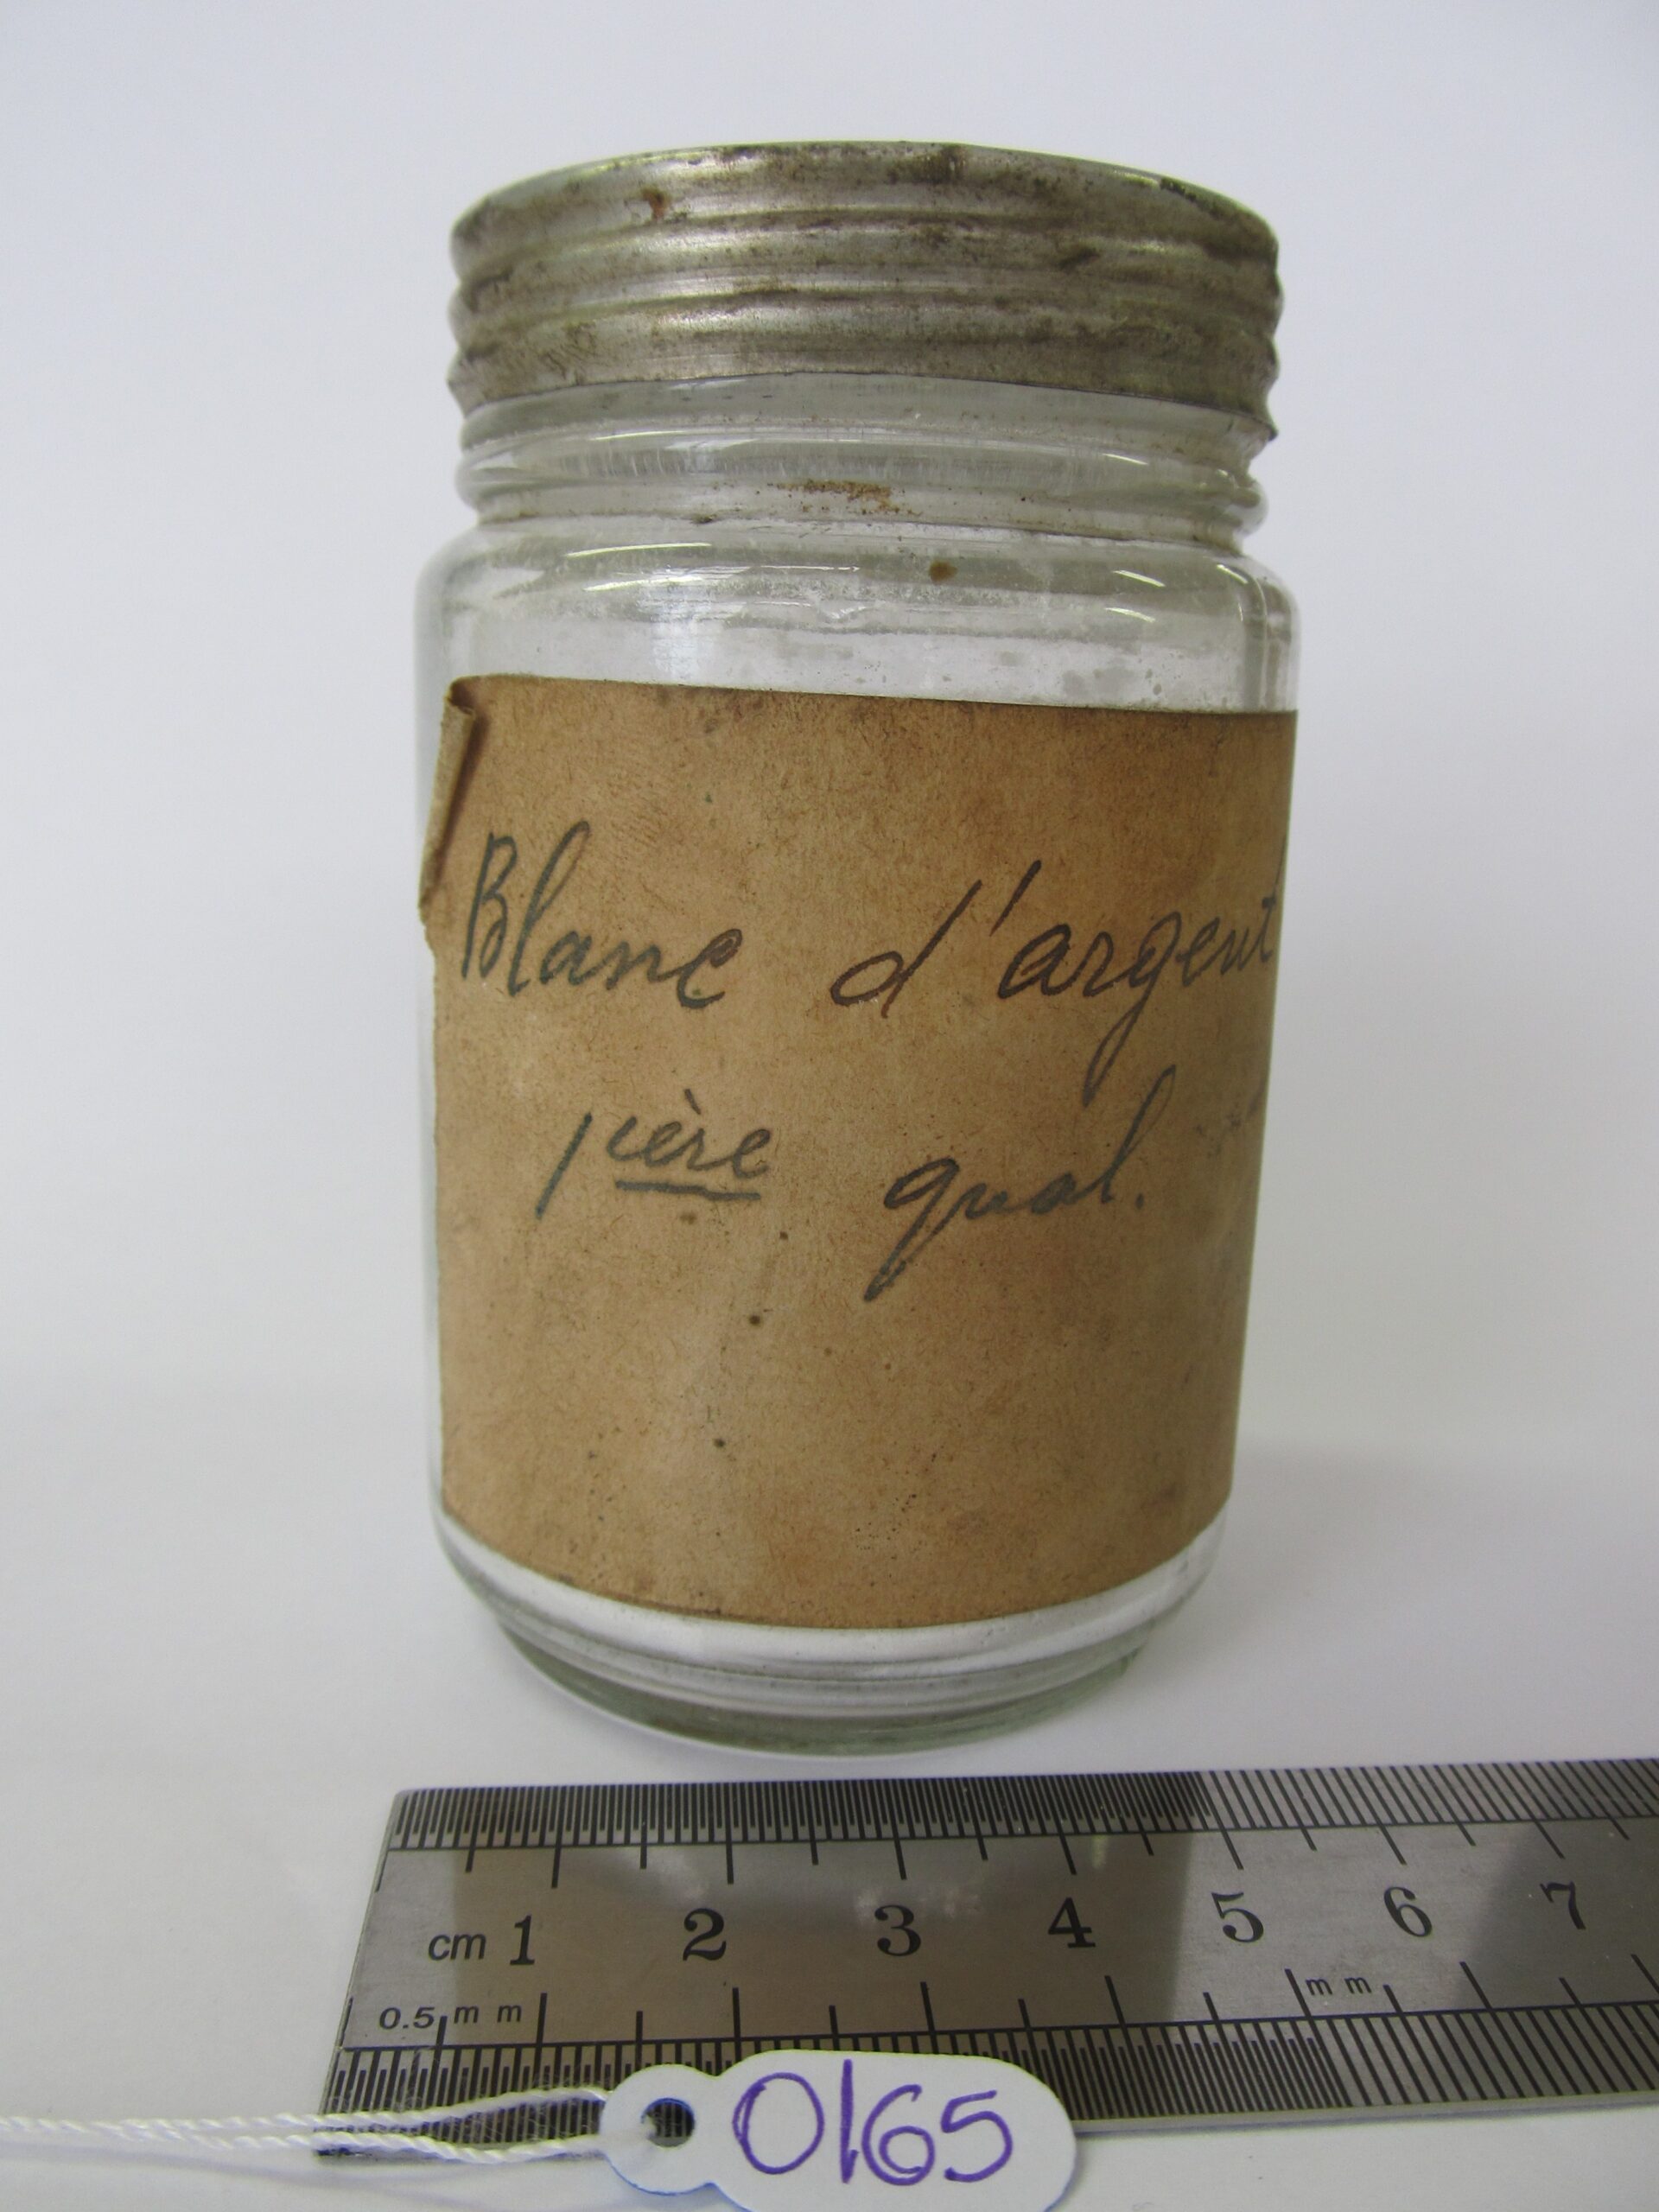 Blanc d'argent
1ière qual.
cm 1 2 3 4 5 6 7
0.5 mm mm
0165